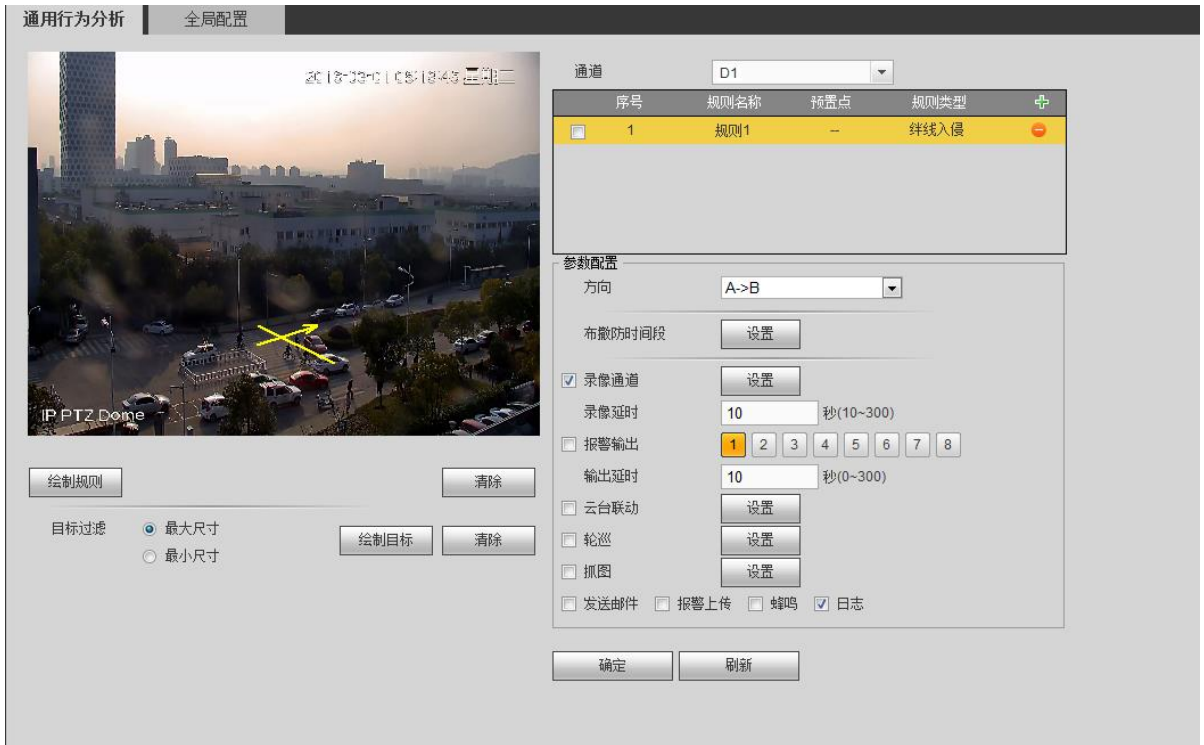 通用行为分析 全局配置
星期二
IP PTZ Dome
绘制规则 清除
目标过滤 最大尺寸 绘制目标 清除
最小尺寸
通道 D1
序号 规则名称 预置点 规则类型
1 规则1 -- 绊线入侵
参数配置
方向 A->B
布撤防时间段 设置
录像通道 设置
录像延时 10 秒(10~300)
报警输出 1 2 3 4 5 6 7 8
输出延时 10 秒(0~300)
云台联动 设置
轮巡 设置
抓图 设置
发送邮件 报警上传 蜂鸣 日志
确定 刷新